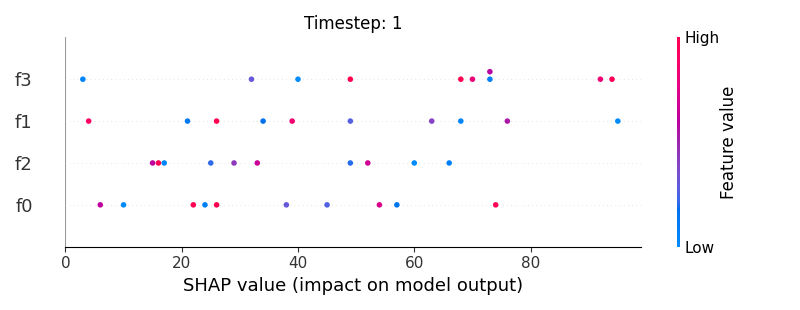 Timestep: 1
High
f3
f1
f2
f0
Feature value
Low
0 20 40 60 80
SHAP value (impact on model output)